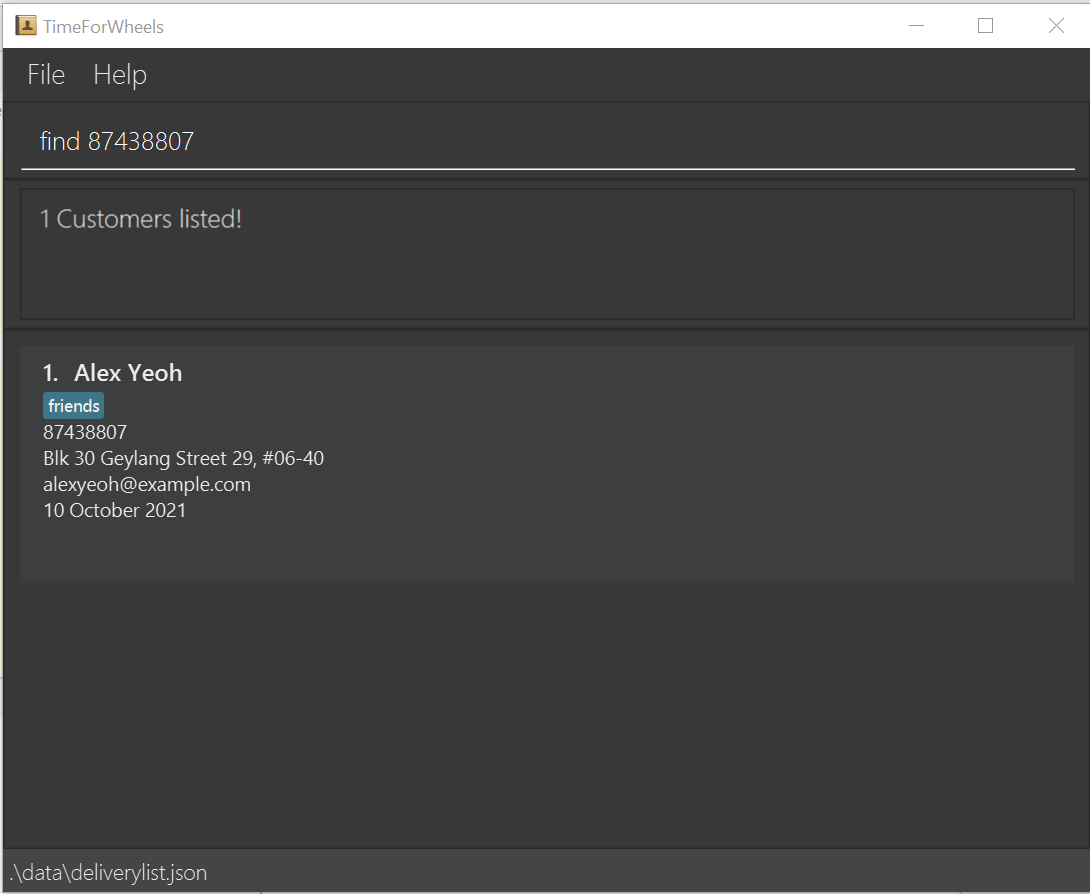 TimeForWheels
File Help
find 87438807
1 Customers listed!
1. Alex Yeoh
friends
87438807
Blk 30 Geylang Street 29, #06-40
alexyeoh@example.com
10 October 2021
.\data\deliverylist.json